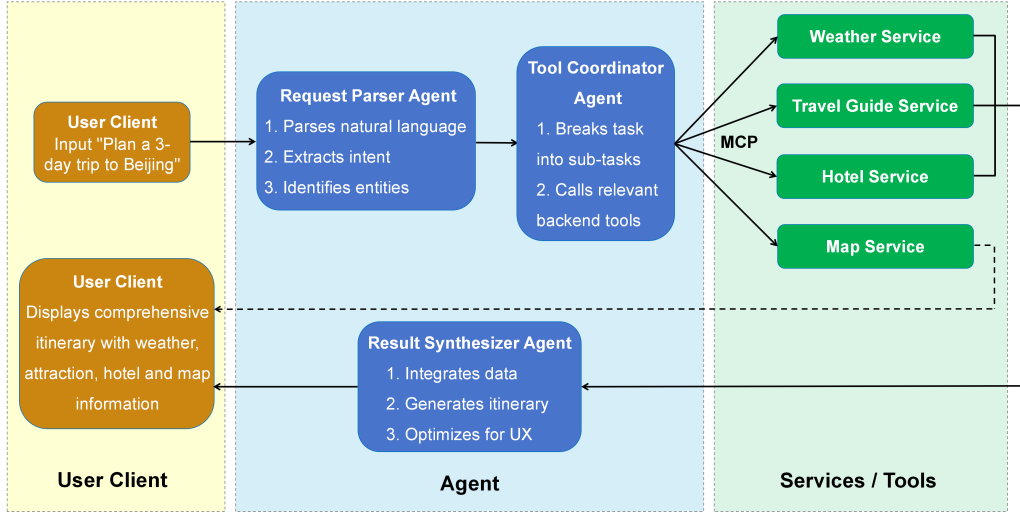 User Client
Input "Plan a 3-
day trip to Beijing"
Request Parser Agent
1. Parses natural language
2. Extracts intent
3. Identifies entities
Tool Coordinator
Agent
1. Breaks task
into sub-tasks
2. Calls relevant
backend tools
MCP
Weather Service
Travel Guide Service
Hotel Service
Map Service
User Client
Displays comprehensive
itinerary with weather,
attraction, hotel and map
information
Result Synthesizer Agent
1. Integrates data
2. Generates itinerary
3. Optimizes for UX
User Client
Agent
Services / Tools